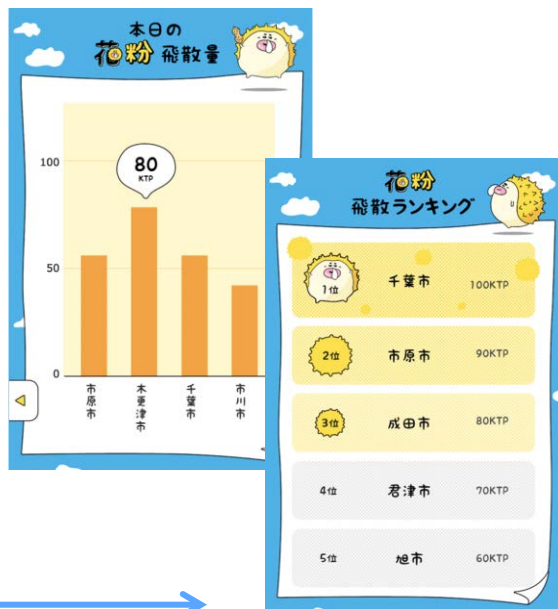 本日の
花粉 飛散量
100
80
KTP
50
0
市原市
木更津市
千葉市
市川市
花粉
飛散ランキング
1位 千葉市 100KTP
2位 市原市 90KTP
3位 成田市 80KTP
4位 君津市 70KTP
5位 旭市 60KTP